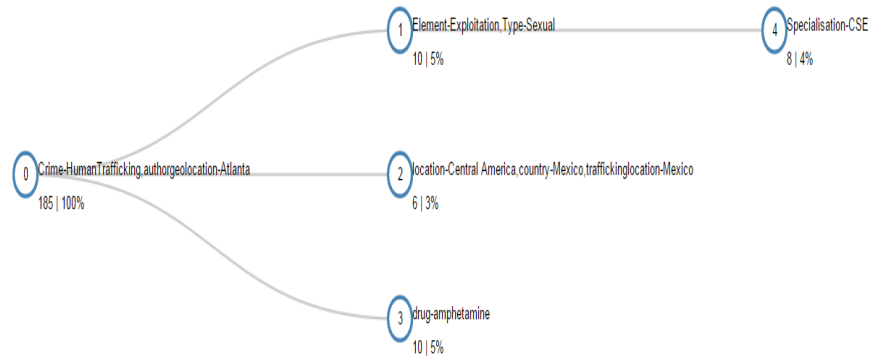 1 Element-Exploitation,Type-Sexual
10 | 5%
4 Specialisation-CSE
8 | 4%
0 Crime-HumanTrafficking,authorgeolocation-Atlanta
185 | 100%
2 location-Central America,country-Mexico,traffickinglocation-Mexico
6 | 3%
3 drug-amphetamine
10 | 5%